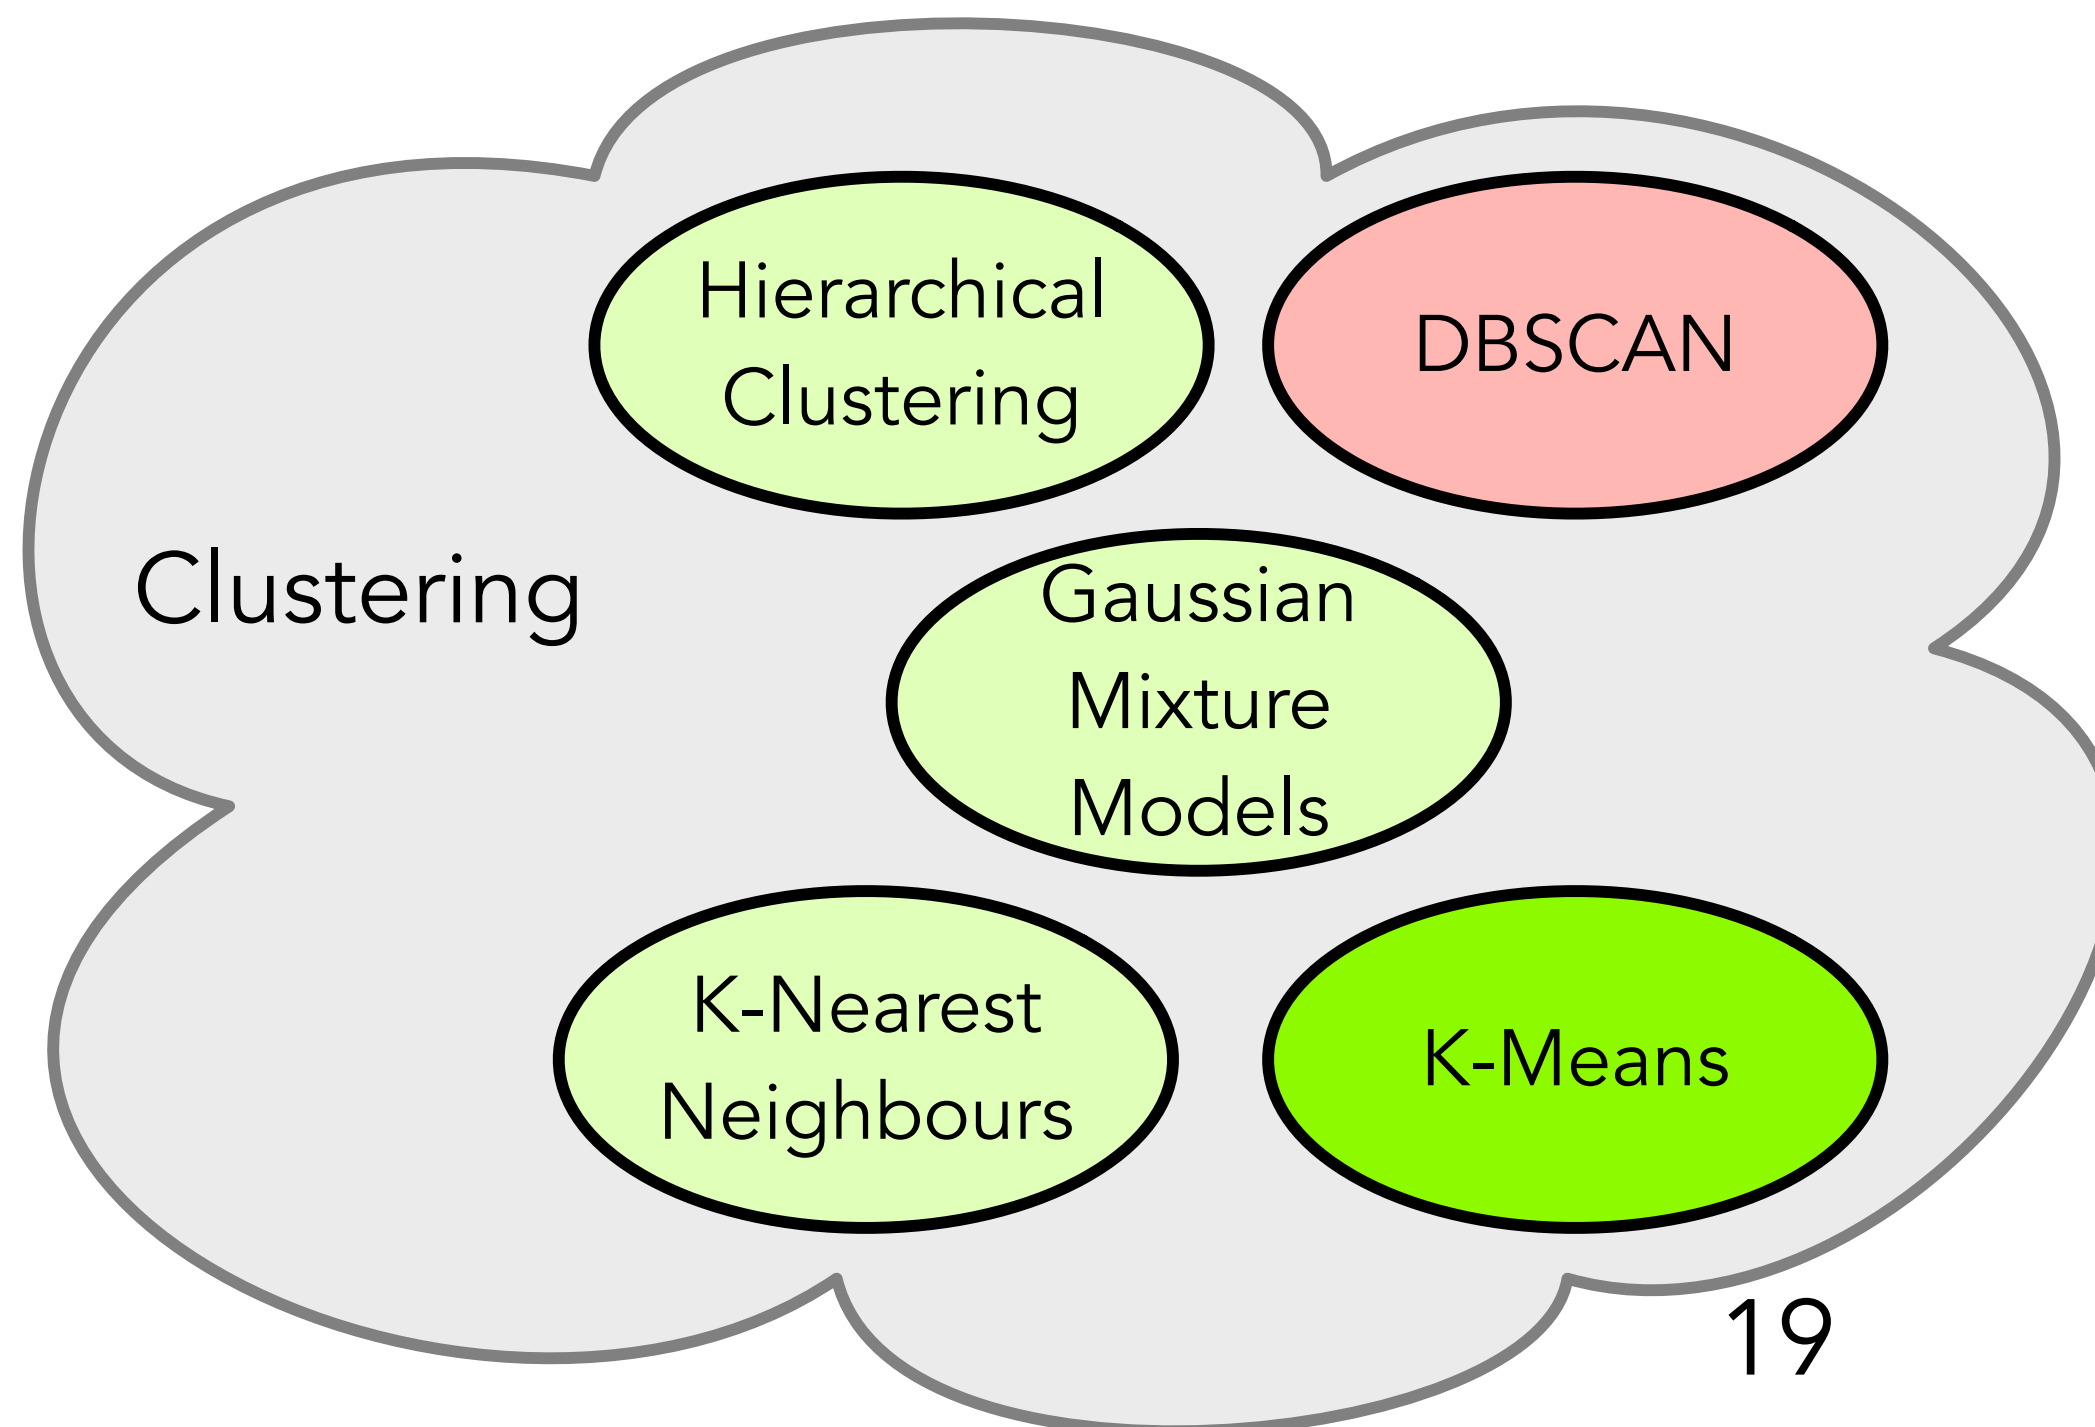 Hierarchical
Clustering
DBSCAN
Clustering
Gaussian
Mixture
Models
K-Nearest
Neighbours
K-Means
19